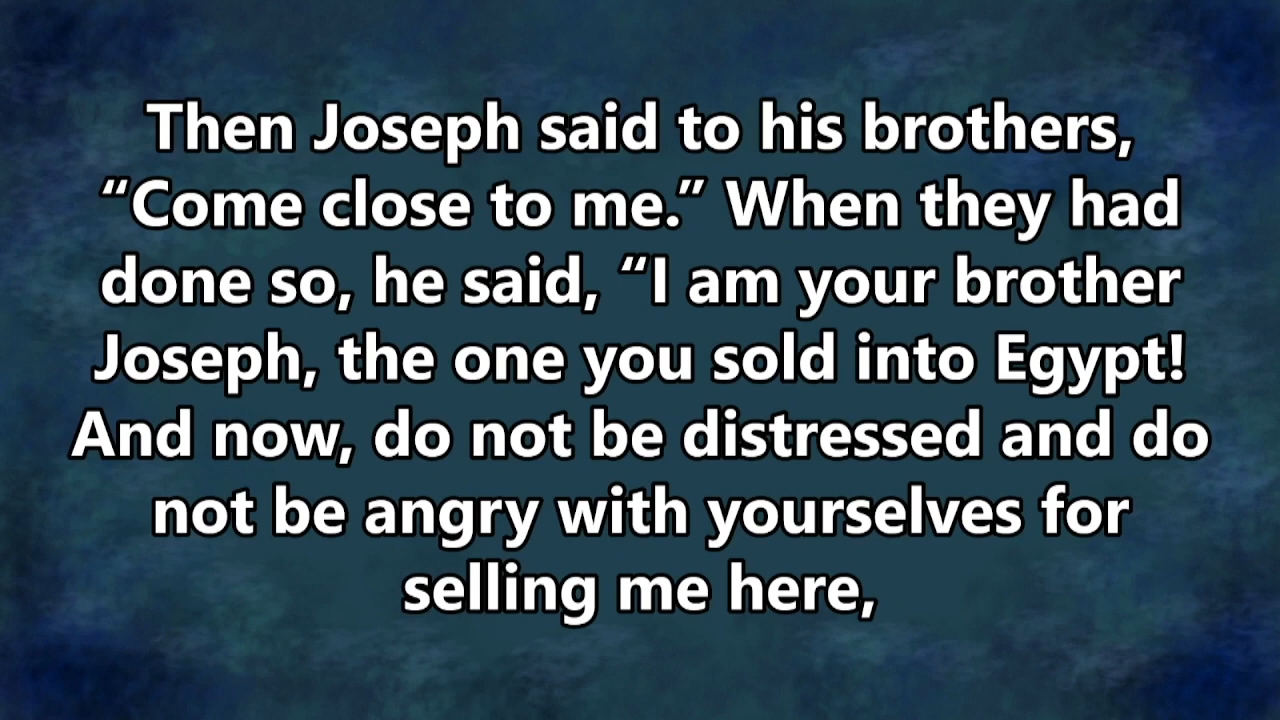 Then Joseph said to his brothers,
“Come close to me.” When they had
done so, he said, “I am your brother
Joseph, the one you sold into Egypt!
And now, do not be distressed and do
not be angry with yourselves for
selling me here,